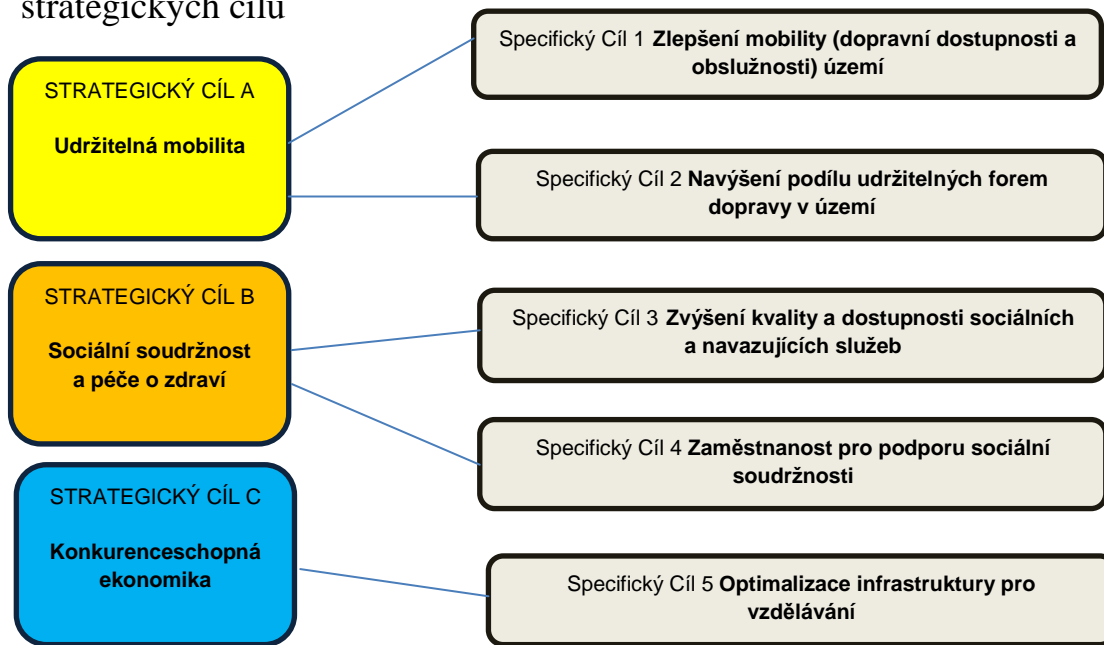 strategických cílů
STRATEGICKÝ CÍL A
Udržitelná mobilita
Specifický Cíl 1 Zlepšení mobility (dopravní dostupnosti a
obslužnosti) území
Specifický Cíl 2 Navýšení podílu udržitelných forem
dopravy v území
STRATEGICKÝ CÍL B
Sociální soudržnost
a péče o zdraví
Specifický Cíl 3 Zvýšení kvality a dostupnosti sociálních
a navazujících služeb
Specifický Cíl 4 Zaměstnanost pro podporu sociální
soudržnosti
STRATEGICKÝ CÍL C
Konkurenceschopná
ekonomika
Specifický Cíl 5 Optimalizace infrastruktury pro
vzdělávání